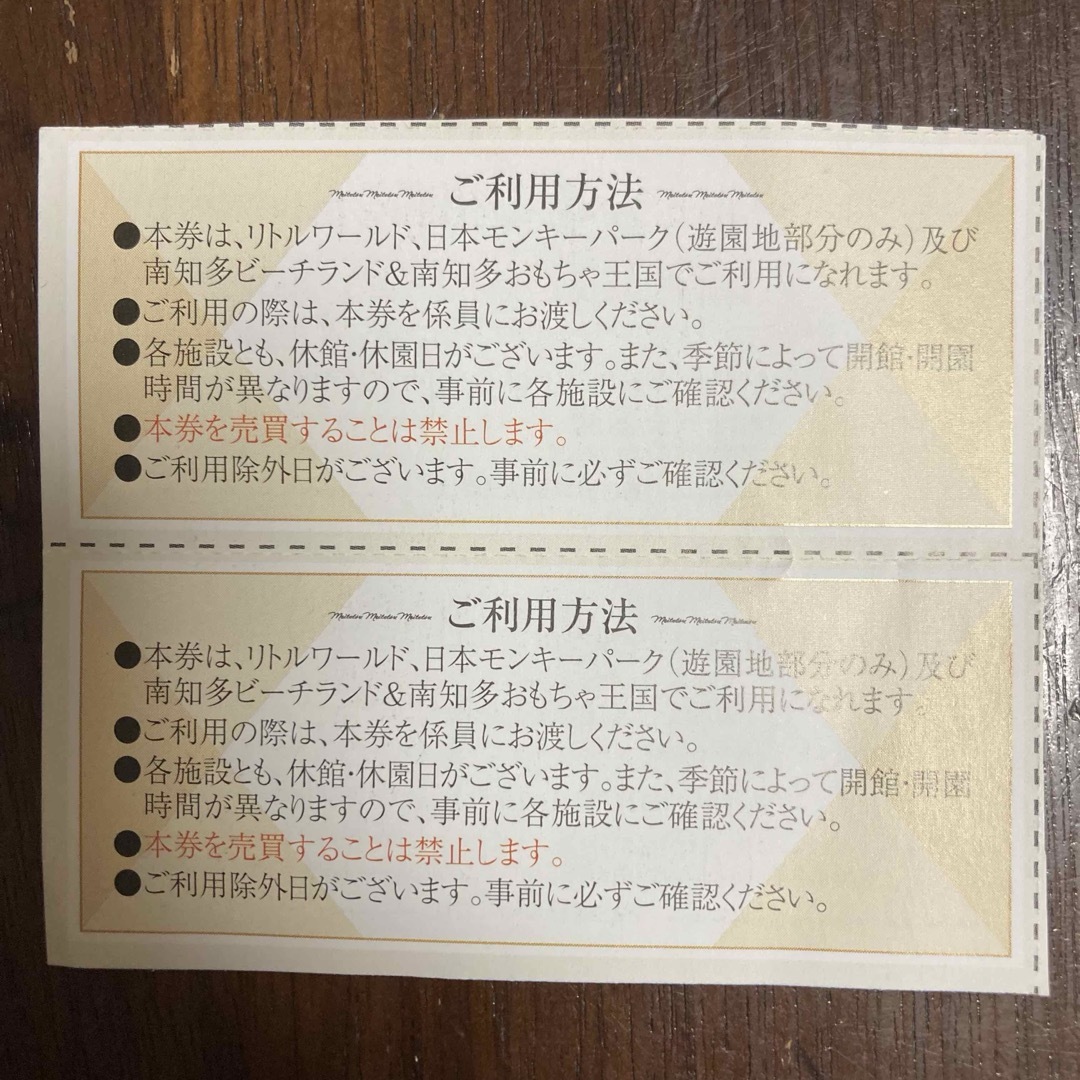 Meitetsu Meitetsu Meitetsu ご利用方法 Meitetsu Meitetsu Meitetsu
●本券は、リトルワールド、日本モンキーパーク(遊園地部分のみ)及び
南知多ビーチランド&南知多おもちゃ王国でご利用になれます。
●ご利用の際は、本券を係員にお渡しください。
●各施設とも、休館・休園日がございます。また、季節によって開館・開園
時間が異なりますので、事前に各施設にご確認ください。
●本券を売買することは禁止します。
●ご利用除外日がございます。事前に必ずご確認ください。
Meitetsu Meitetsu Meitetsu ご利用方法 Meitetsu Meitetsu Meitetsu
●本券は、リトルワールド、日本モンキーパーク(遊園地部分のみ)及び
南知多ビーチランド&南知多おもちゃ王国でご利用になれます。
●ご利用の際は、本券を係員にお渡しください。
●各施設とも、休館・休園日がございます。また、季節によって開館・開園
時間が異なりますので、事前に各施設にご確認ください。
●本券を売買することは禁止します。
●ご利用除外日がございます。事前に必ずご確認ください。